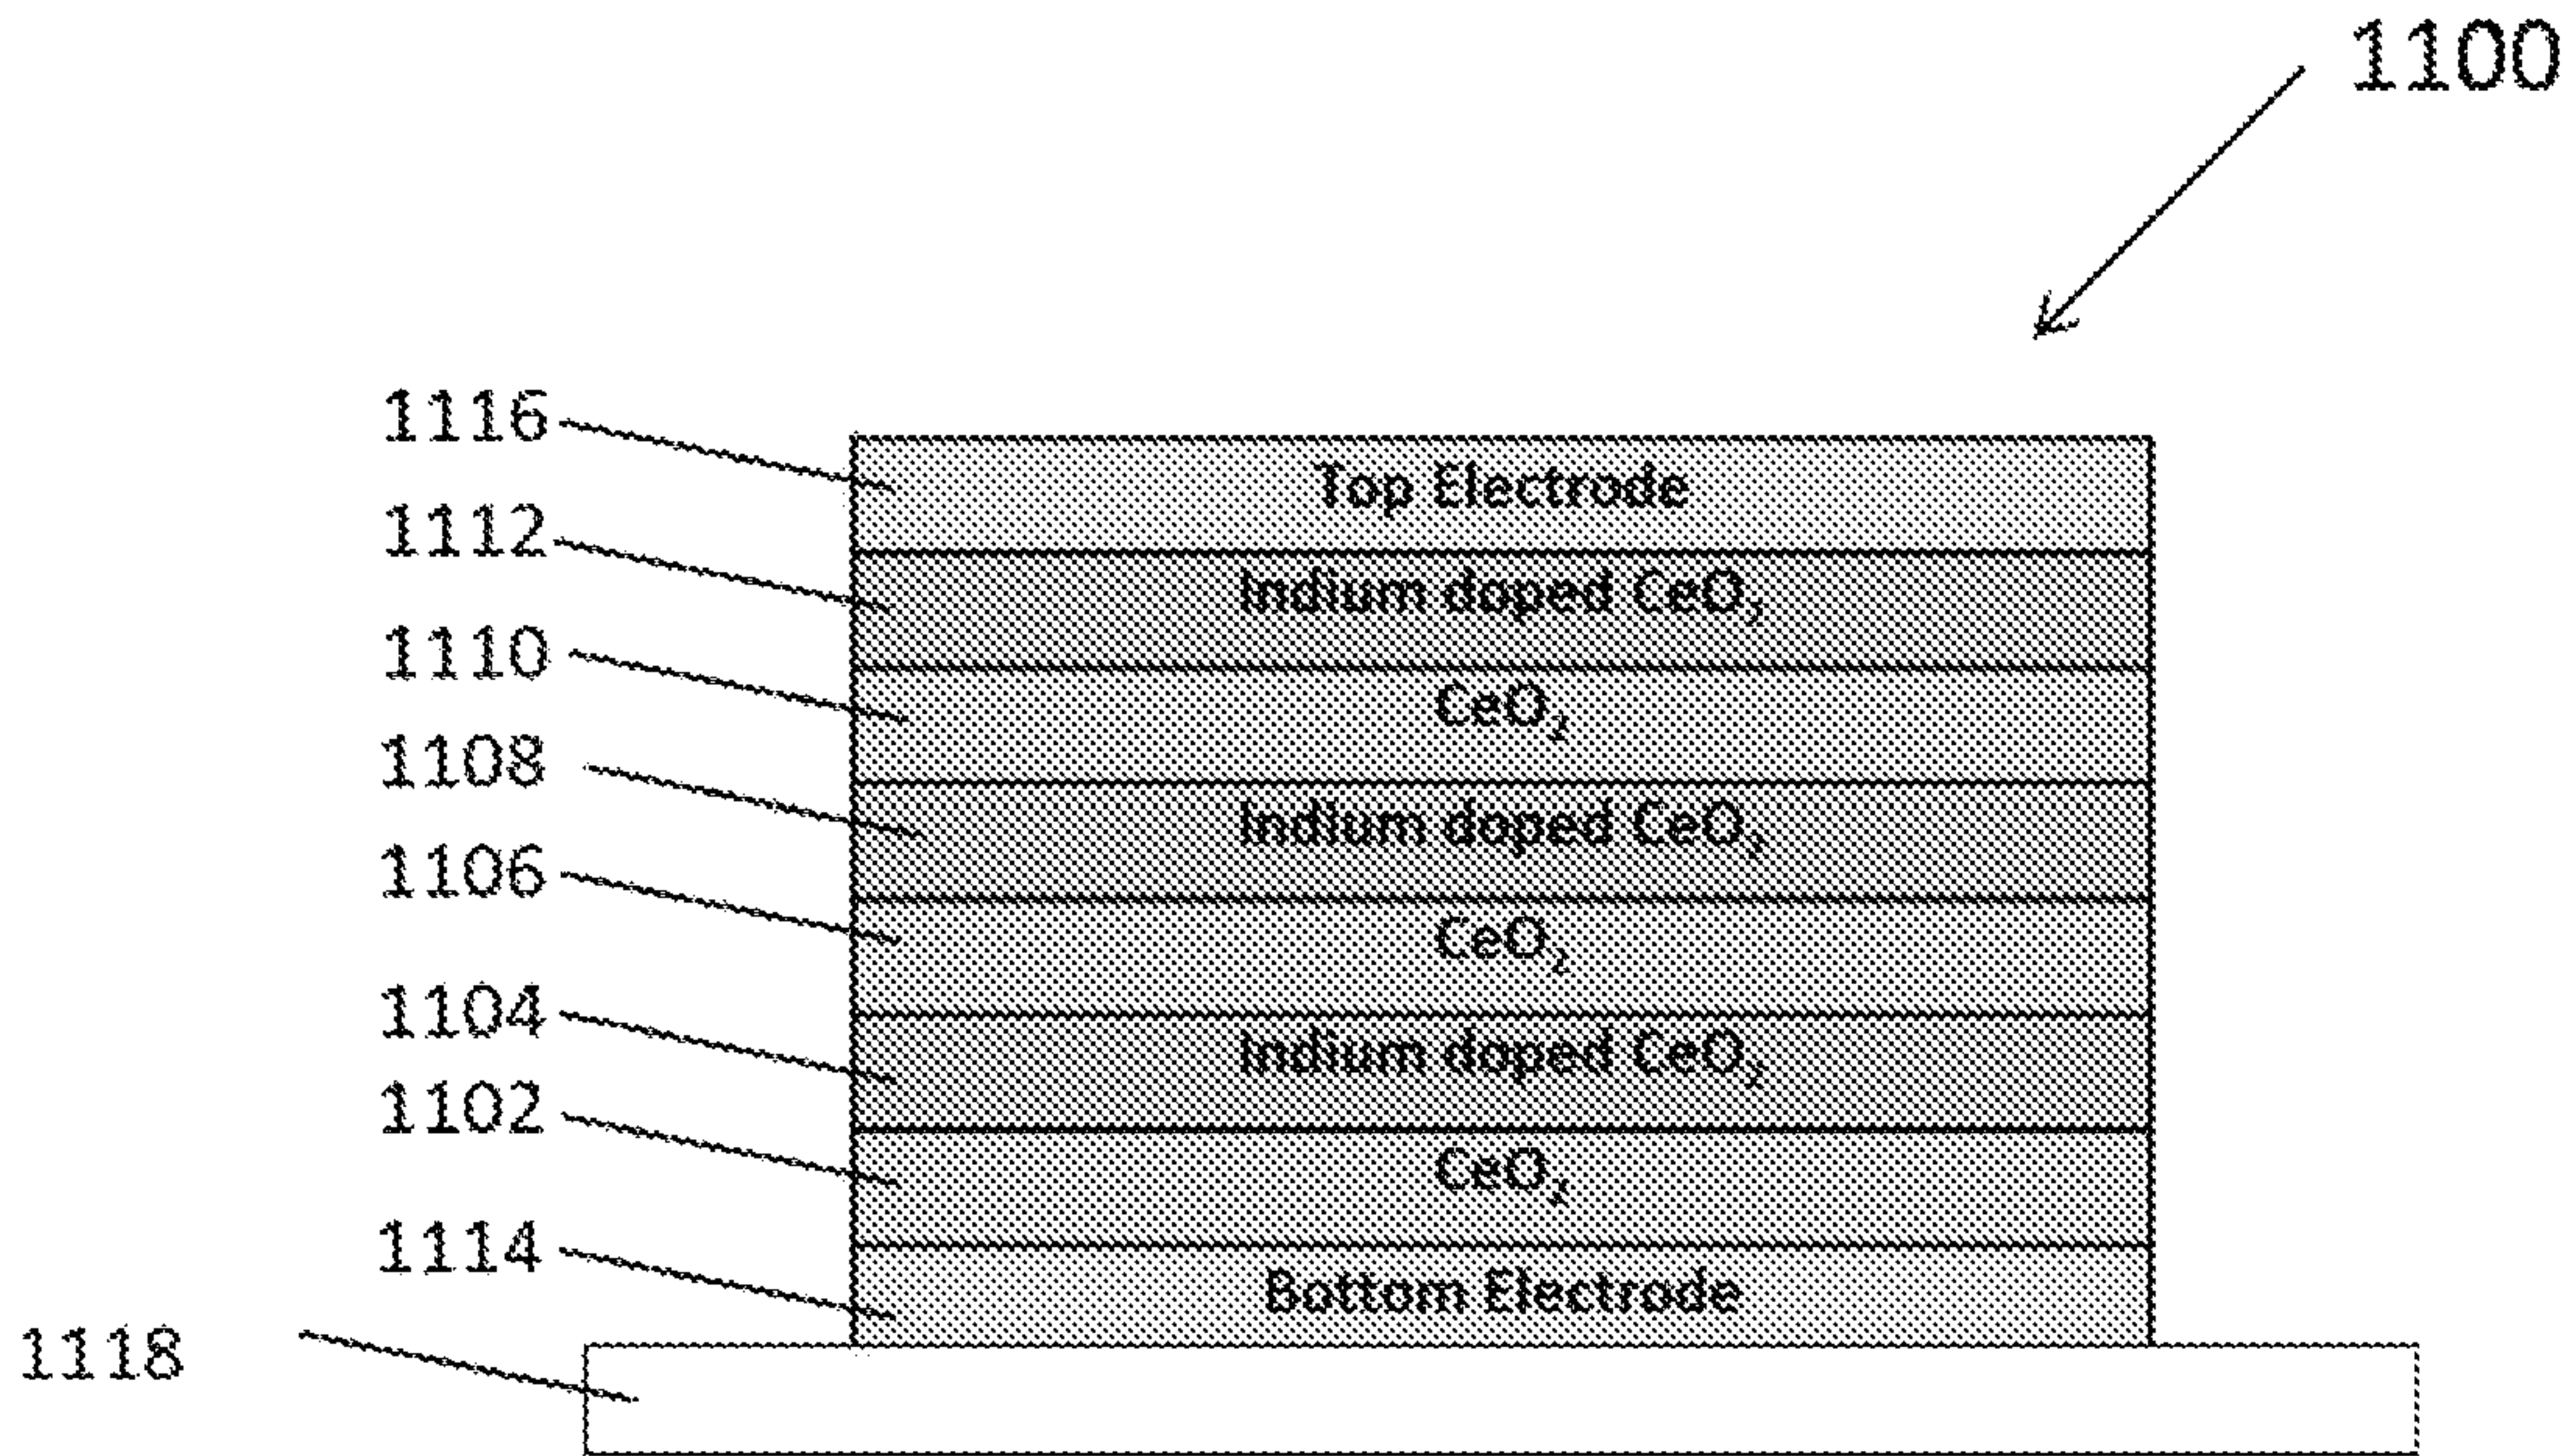 1100
1116
Top Electrode
1112
Indium doped CeO₂
1110
CeO₂
1108
Indium doped CeO₂
1106
CeO₂
1104
Indium doped CeO₂
1102
CeO₂
1114
Bottom Electrode
1118